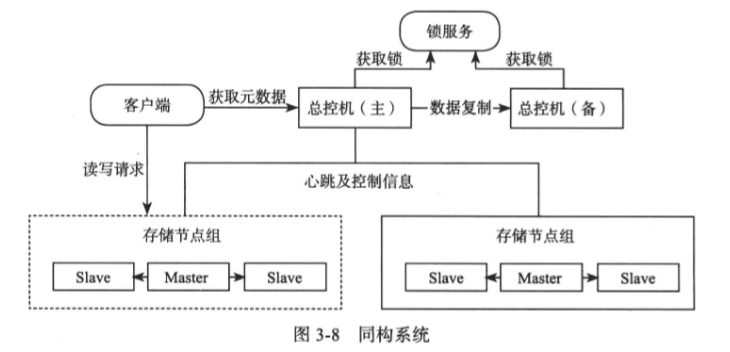 锁服务
获取锁
获取锁
客户端
获取元数据
总控机（主）
数据复制
总控机（备）
读写请求
心跳及控制信息
存储节点组
存储节点组
Slave
Master
Slave
Slave
Master
Slave
图 3-8 同构系统